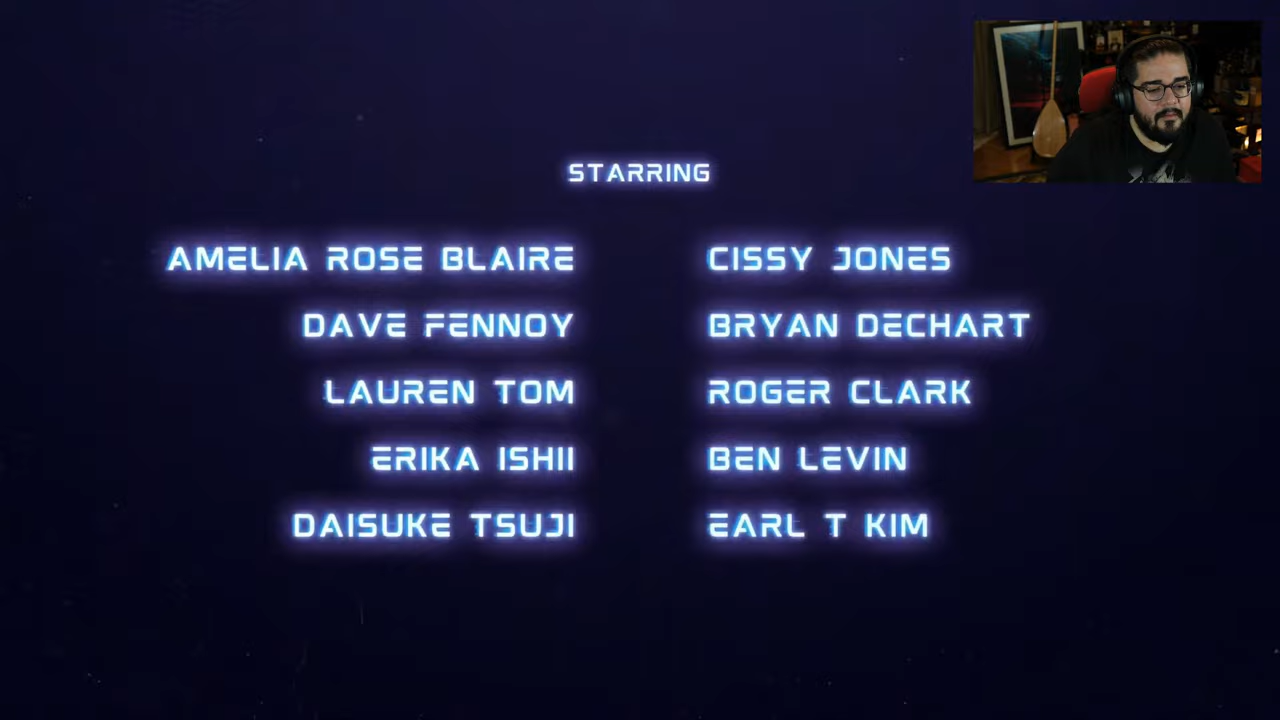 STARRING
AMELIA ROSE BLAIRE CISSY JONES
DAVE FENNOY BRYAN DECHART
LAUREN TOM ROGER CLARK
ERIKA ISHII BEN LEVIN
DAISUKE TSUJI EARL T KIM